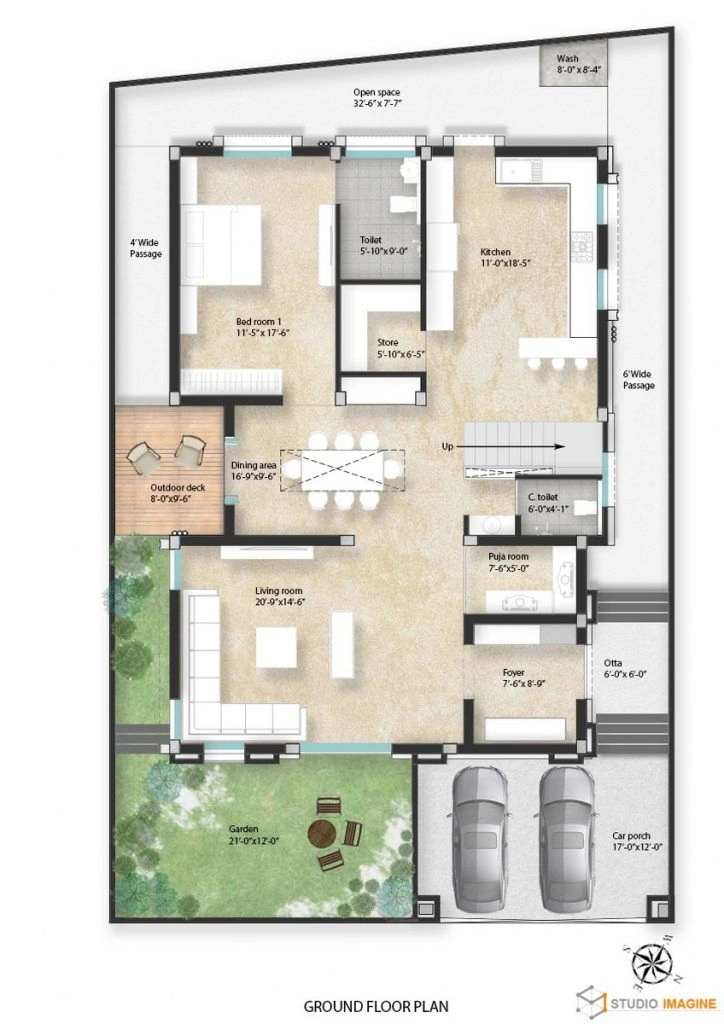 Wash
8'-0" x 8'-4"
Open space
32'-6" x 7'-7"
4' Wide
Passage
Toilet
5'-10"x 9'-0"
Kitchen
11'-0"x18'-5"
Bed room 1
11'-5" x 17'-6"
Store
5'-10"x 6'-5"
6' Wide
Passage
Up
Dining area
16'-9"x9'-6"
Outdoor deck
8'-0"x9'-6"
C. toilet
6'-0"x4'-1"
Puja room
7'-6"x5'-0"
Living room
20'-9"x14'-6"
Foyer
7'-6"x 8'-9"
Otta
6'-0"x 6'-0"
Garden
21'-0"x12'-0"
Car porch
17'-0"x12'-0"
W
S
N
E
GROUND FLOOR PLAN
STUDIO IMAGINE